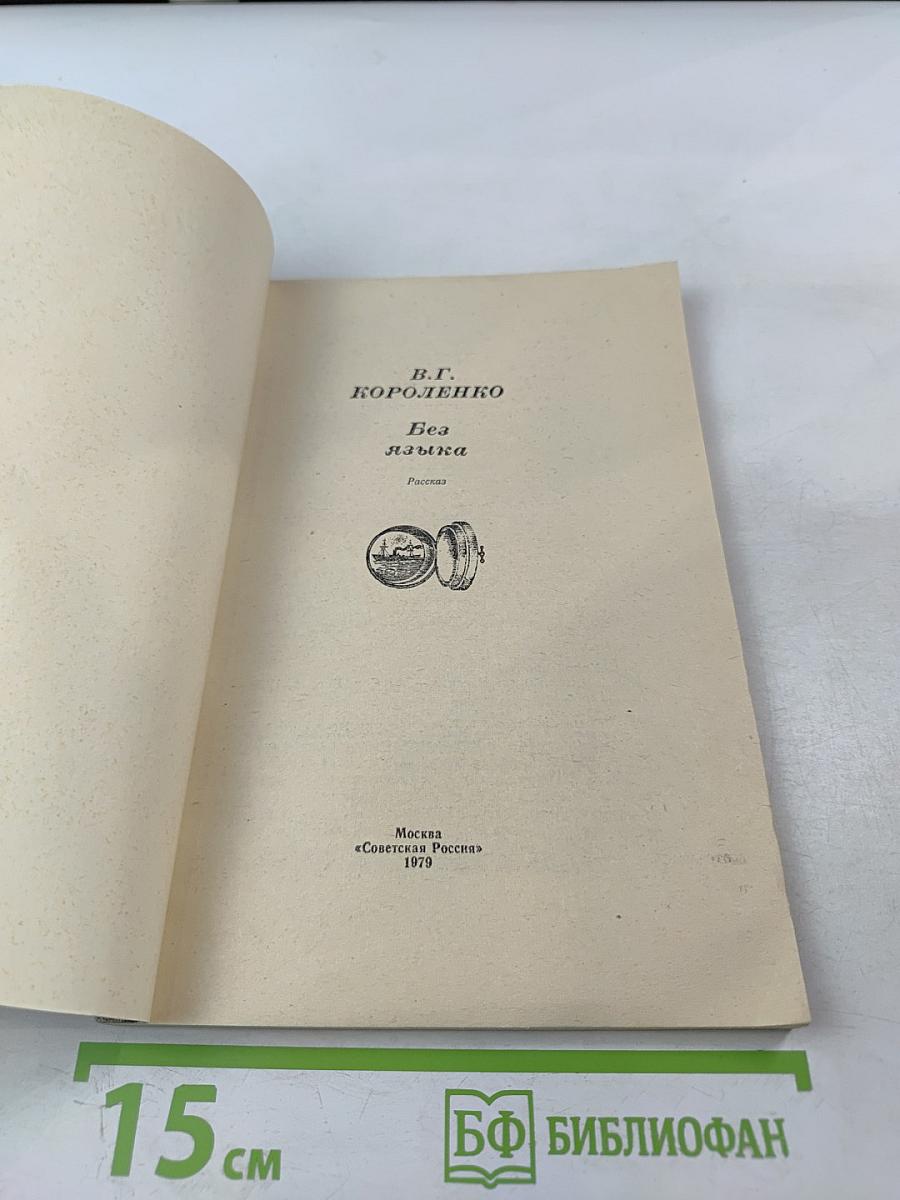 В.Г.
КОРОЛЕНКО
Без
языка
Рассказ
Москва
«Советская Россия»
1979
15 см
БФ БИБЛИОФАН